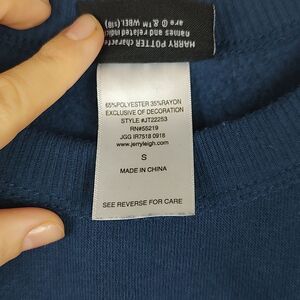 HARRY POTTER characters,
names and related indicia
are © & ™ WBEI. (s18)
65%POLYESTER 35%RAYON
EXCLUSIVE OF DECORATION
STYLE #JT22253
RN#55219
JGG IR7518 0918
www.jerryleigh.com
S
MADE IN CHINA
SEE REVERSE FOR CARE